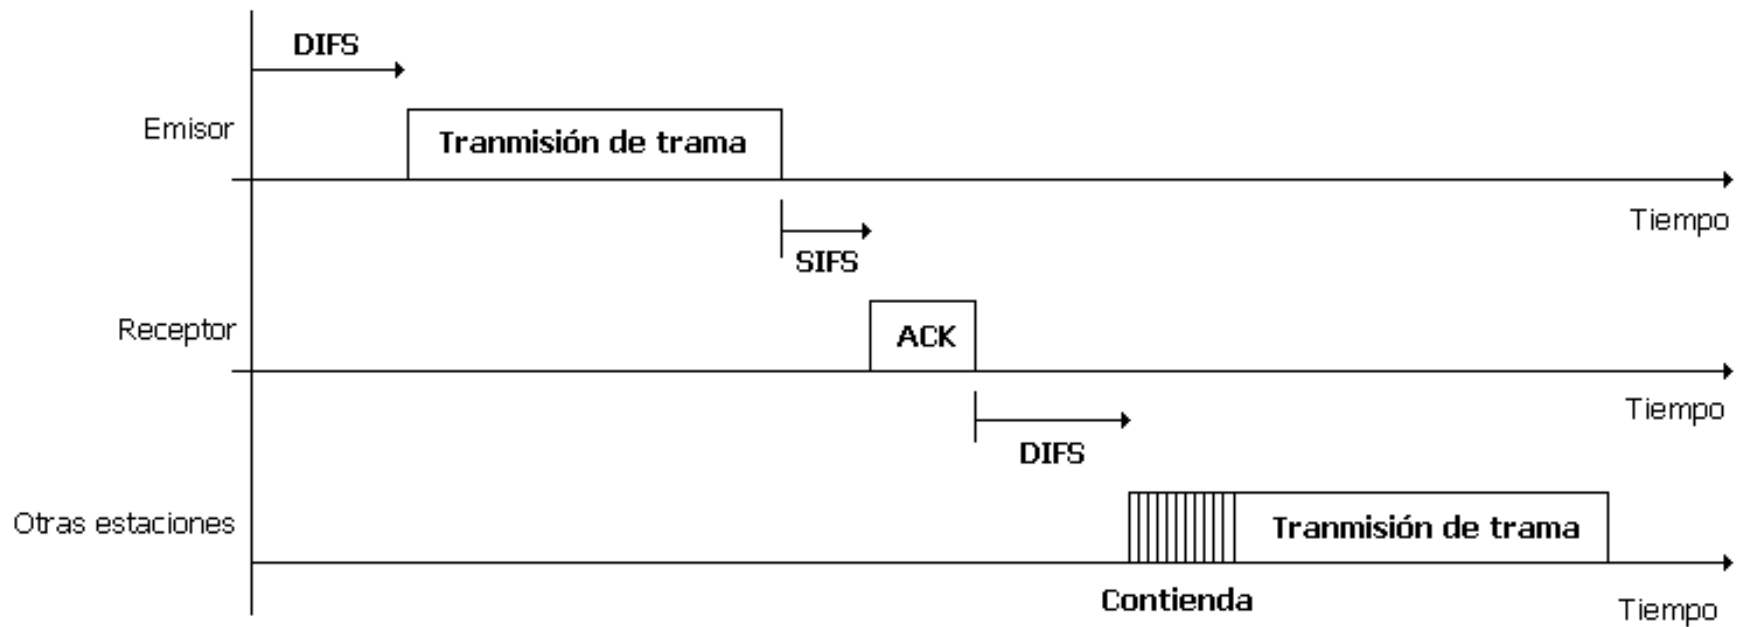 DIFS
Emisor
Tranmisión de trama
Tiempo
SIFS
Receptor
ACK
Tiempo
DIFS
Otras estaciones
Tranmisión de trama
Contienda
Tiempo